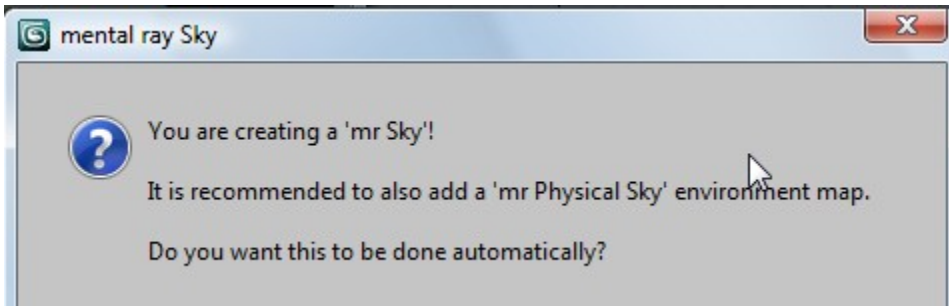 mental ray Sky
You are creating a 'mr Sky'!
It is recommended to also add a 'mr Physical Sky' environment map.
Do you want this to be done automatically?